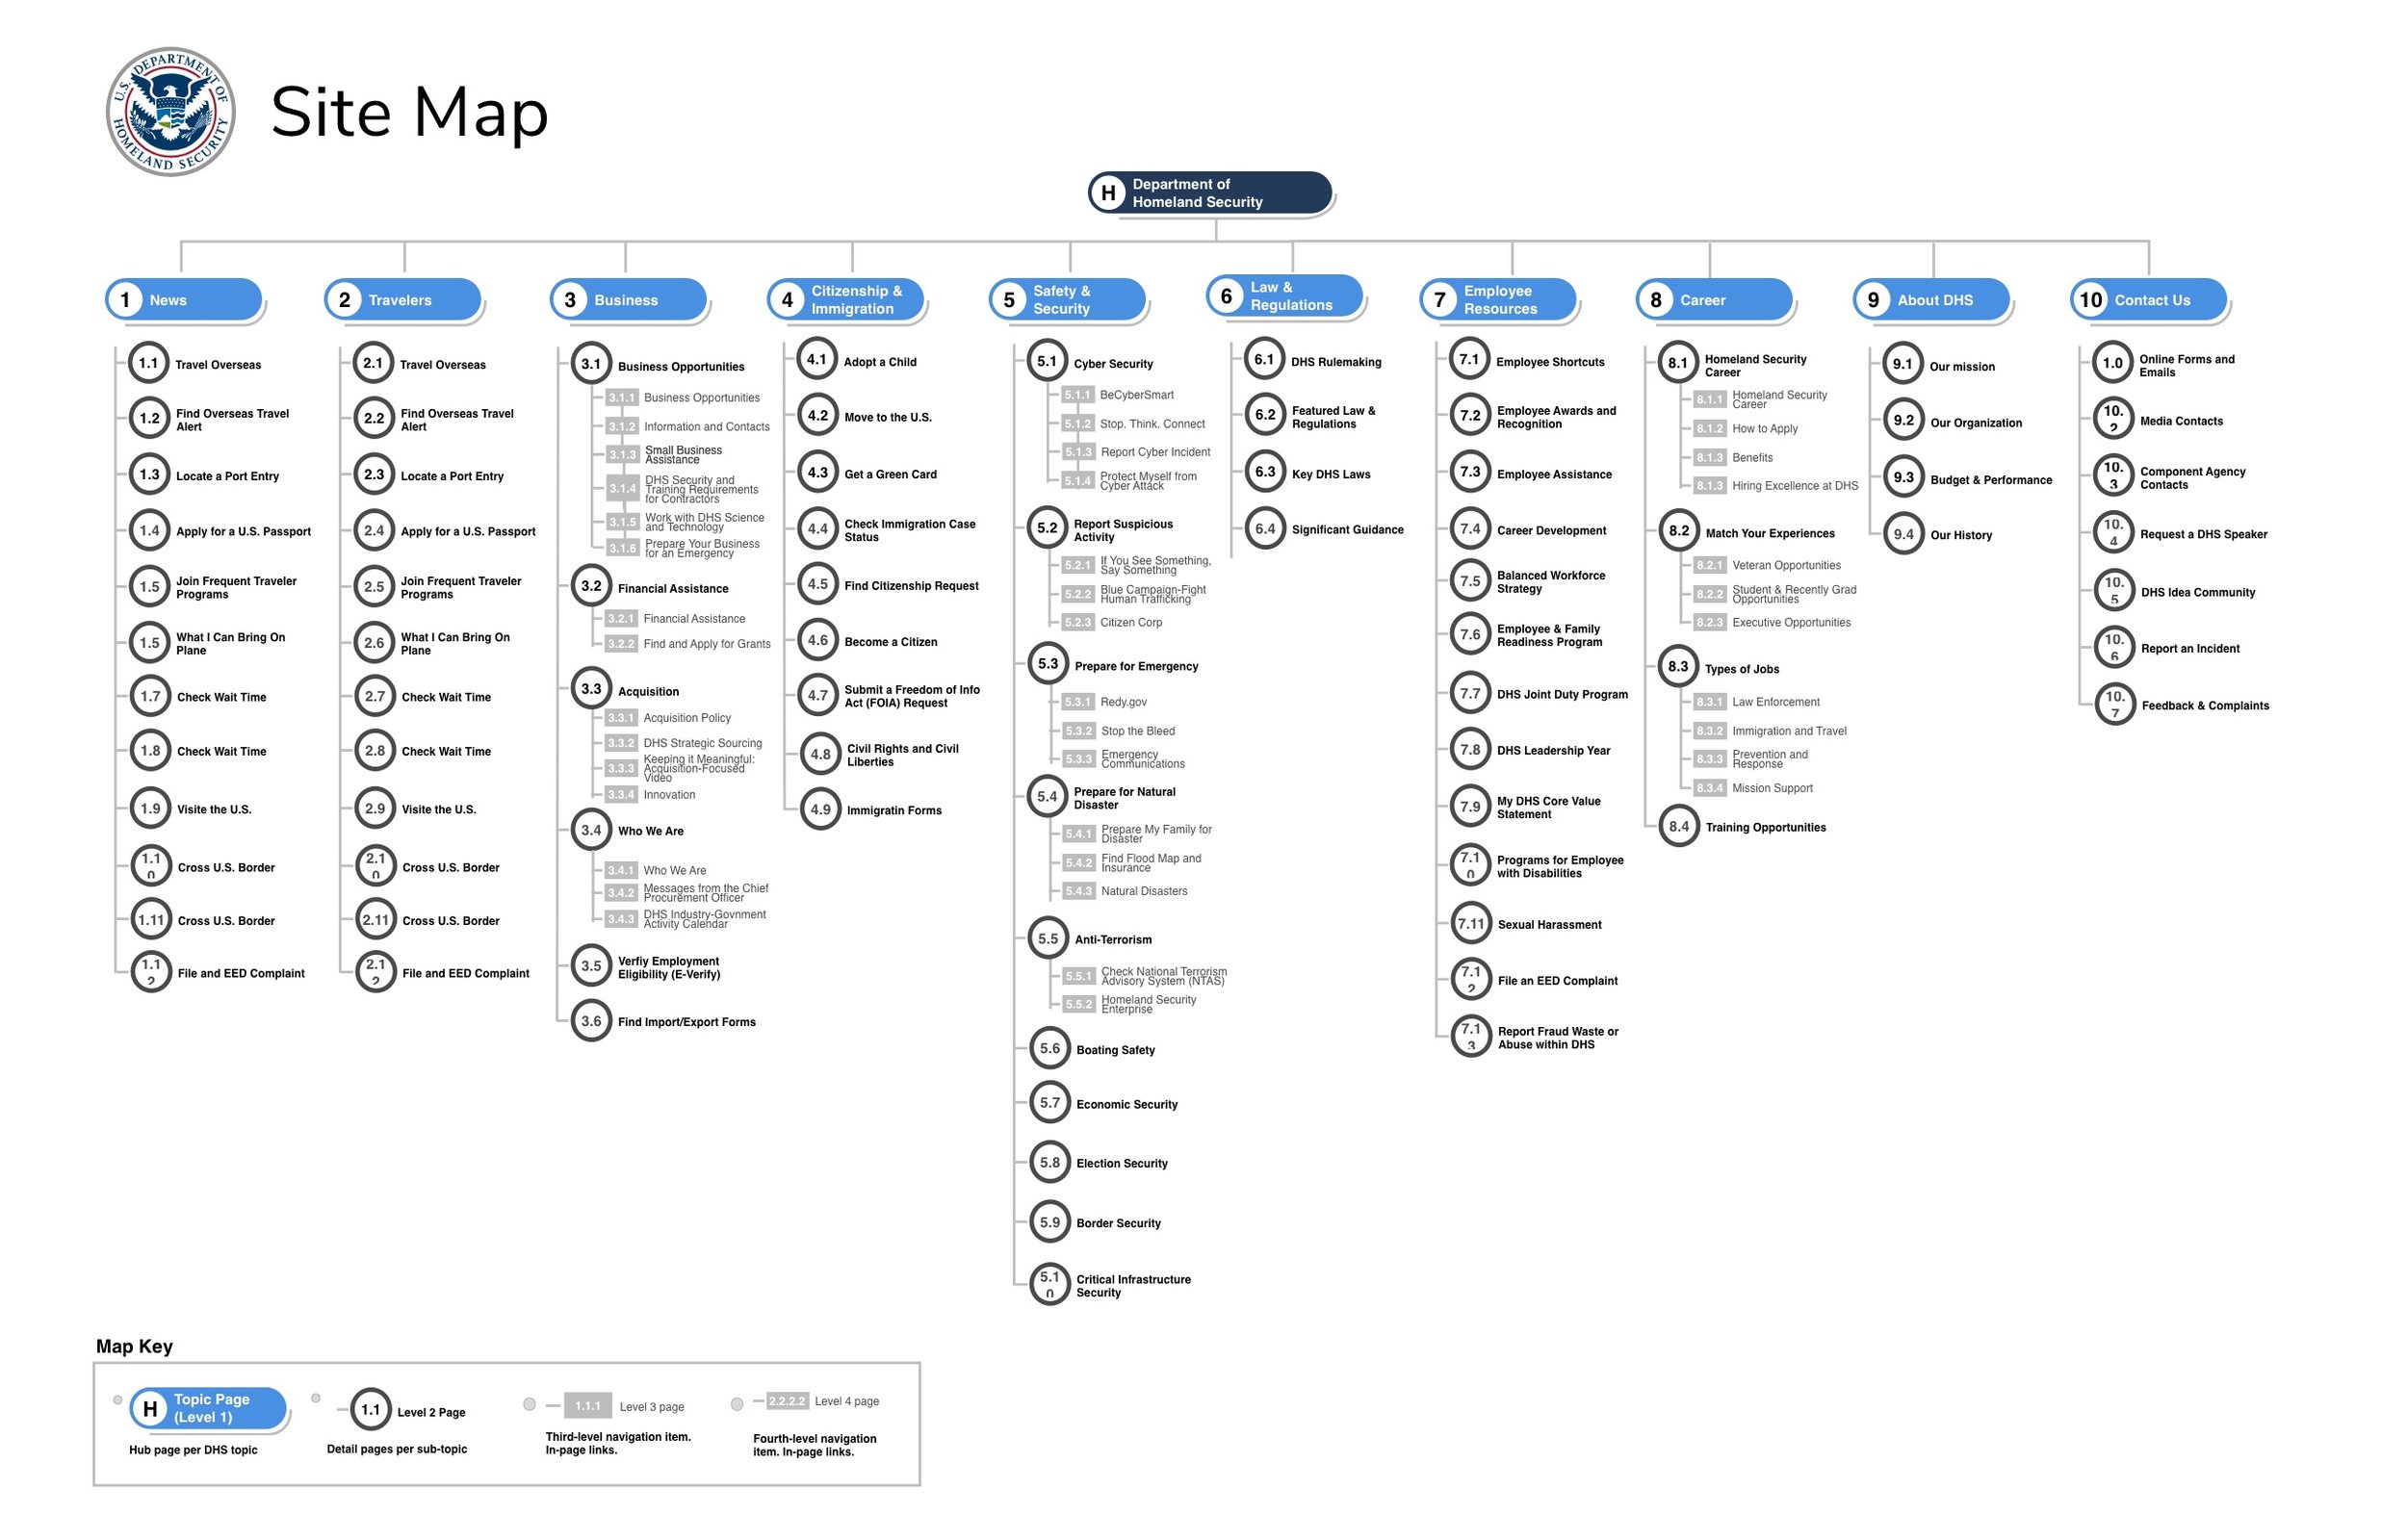 U.S. DEPARTMENT OF
HOMELAND SECURITY
Site Map
H
Department of
Homeland Security
1
News
1.1
Travel Overseas
1.2
Find Overseas Travel
Alert
1.3
Locate a Port Entry
1.4
Apply for a U.S. Passport
1.5
Join Frequent Traveler
Programs
1.5
What I Can Bring On
Plane
1.7
Check Wait Time
1.8
Check Wait Time
1.9
Visite the U.S.
1.1
0
Cross U.S. Border
1.11
Cross U.S. Border
1.1
2
File and EED Complaint
2
Travelers
2.1
Travel Overseas
2.2
Find Overseas Travel
Alert
2.3
Locate a Port Entry
2.4
Apply for a U.S. Passport
2.5
Join Frequent Traveler
Programs
2.6
What I Can Bring On
Plane
2.7
Check Wait Time
2.8
Check Wait Time
2.9
Visite the U.S.
2.1
0
Cross U.S. Border
2.11
Cross U.S. Border
2.1
2
File and EED Complaint
3
Business
3.1
Business Opportunities
3.1.1
Business Opportunities
3.1.2
Information and Contacts
3.1.3
Small Business
Assistance
3.1.4
DHS Security and
Training Requirements
for Contractors
3.1.5
Work with DHS Science
and Technology
3.1.6
Prepare Your Business
for an Emergency
3.2
Financial Assistance
3.2.1
Financial Assistance
3.2.2
Find and Apply for Grants
3.3
Acquisition
3.3.1
Acquisition Policy
3.3.2
DHS Strategic Sourcing
3.3.3
Keeping it Meaningful:
Acquisition-Focused
Video
3.3.4
Innovation
3.4
Who We Are
3.4.1
Who We Are
3.4.2
Messages from the Chief
Procurement Officer
3.4.3
DHS Industry-Govnment
Activity Calendar
3.5
Verfiy Employment
Eligibility (E-Verify)
3.6
Find Import/Export Forms
4
Citizenship &
Immigration
4.1
Adopt a Child
4.2
Move to the U.S.
4.3
Get a Green Card
4.4
Check Immigration Case
Status
4.5
Find Citizenship Request
4.6
Become a Citizen
4.7
Submit a Freedom of Info
Act (FOIA) Request
4.8
Civil Rights and Civil
Liberties
4.9
Immigratin Forms
5
Safety &
Security
5.1
Cyber Security
5.1.1
BeCyberSmart
5.1.2
Stop. Think. Connect
5.1.3
Report Cyber Incident
5.1.4
Protect Myself from
Cyber Attack
5.2
Report Suspicious
Activity
5.2.1
If You See Something,
Say Something
5.2.2
Blue Campaign-Fight
Human Trafficking
5.2.3
Citizen Corp
5.3
Prepare for Emergency
5.3.1
Redy.gov
5.3.2
Stop the Bleed
5.3.3
Emergency
Communications
5.4
Prepare for Natural
Disaster
5.4.1
Prepare My Family for
Disaster
5.4.2
Find Flood Map and
Insurance
5.4.3
Natural Disasters
5.5
Anti-Terrorism
5.5.1
Check National Terrorism
Advisory System (NTAS)
5.5.2
Homeland Security
Enterprise
5.6
Boating Safety
5.7
Economic Security
5.8
Election Security
5.9
Border Security
5.1
0
Critical Infrastructure
Security
6
Law &
Regulations
6.1
DHS Rulemaking
6.2
Featured Law &
Regulations
6.3
Key DHS Laws
6.4
Significant Guidance
7
Employee
Resources
7.1
Employee Shortcuts
7.2
Employee Awards and
Recognition
7.3
Employee Assistance
7.4
Career Development
7.5
Balanced Workforce
Strategy
7.6
Employee & Family
Readiness Program
7.7
DHS Joint Duty Program
7.8
DHS Leadership Year
7.9
My DHS Core Value
Statement
7.1
0
Programs for Employee
with Disabilities
7.11
Sexual Harassment
7.1
2
File an EED Complaint
7.1
3
Report Fraud Waste or
Abuse within DHS
8
Career
8.1
Homeland Security
Career
8.1.1
Homeland Security
Career
8.1.2
How to Apply
8.1.3
Benefits
8.1.3
Hiring Excellence at DHS
8.2
Match Your Experiences
8.2.1
Veteran Opportunities
8.2.2
Student & Recently Grad
Opportunities
8.2.3
Executive Opportunities
8.3
Types of Jobs
8.3.1
Law Enforcement
8.3.2
Immigration and Travel
8.3.3
Prevention and
Response
8.3.4
Mission Support
8.4
Training Opportunities
9
About DHS
9.1
Our mission
9.2
Our Organization
9.3
Budget & Performance
9.4
Our History
10
Contact Us
1.0
Online Forms and
Emails
10.
2
Media Contacts
10.
3
Component Agency
Contacts
10.
4
Request a DHS Speaker
10.
5
DHS Idea Community
10.
6
Report an Incident
10.
7
Feedback & Complaints
Map Key
H
Topic Page
(Level 1)
Hub page per DHS topic
1.1
Level 2 Page
Detail pages per sub-topic
1.1.1
Level 3 page
Third-level navigation item.
In-page links.
2.2.2.2
Level 4 page
Fourth-level navigation
item. In-page links.